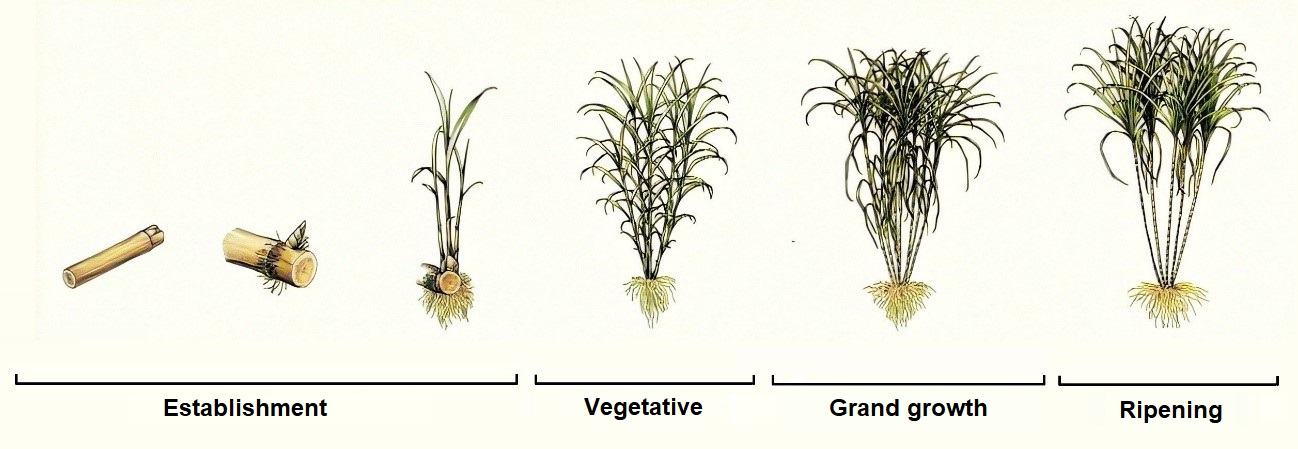 Establishment
Vegetative
Grand growth
Ripening